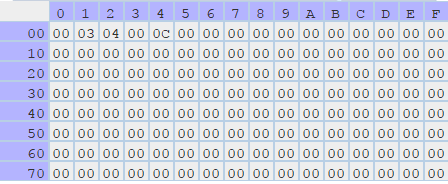 0 1 2 3 4 5 6 7 8 9 A B C D E F
00 00 03 04 00 0C 00 00 00 00 00 00 00 00 00 00 00
10 00 00 00 00 00 00 00 00 00 00 00 00 00 00 00 00
20 00 00 00 00 00 00 00 00 00 00 00 00 00 00 00 00
30 00 00 00 00 00 00 00 00 00 00 00 00 00 00 00 00
40 00 00 00 00 00 00 00 00 00 00 00 00 00 00 00 00
50 00 00 00 00 00 00 00 00 00 00 00 00 00 00 00 00
60 00 00 00 00 00 00 00 00 00 00 00 00 00 00 00 00
70 00 00 00 00 00 00 00 00 00 00 00 00 00 00 00 00